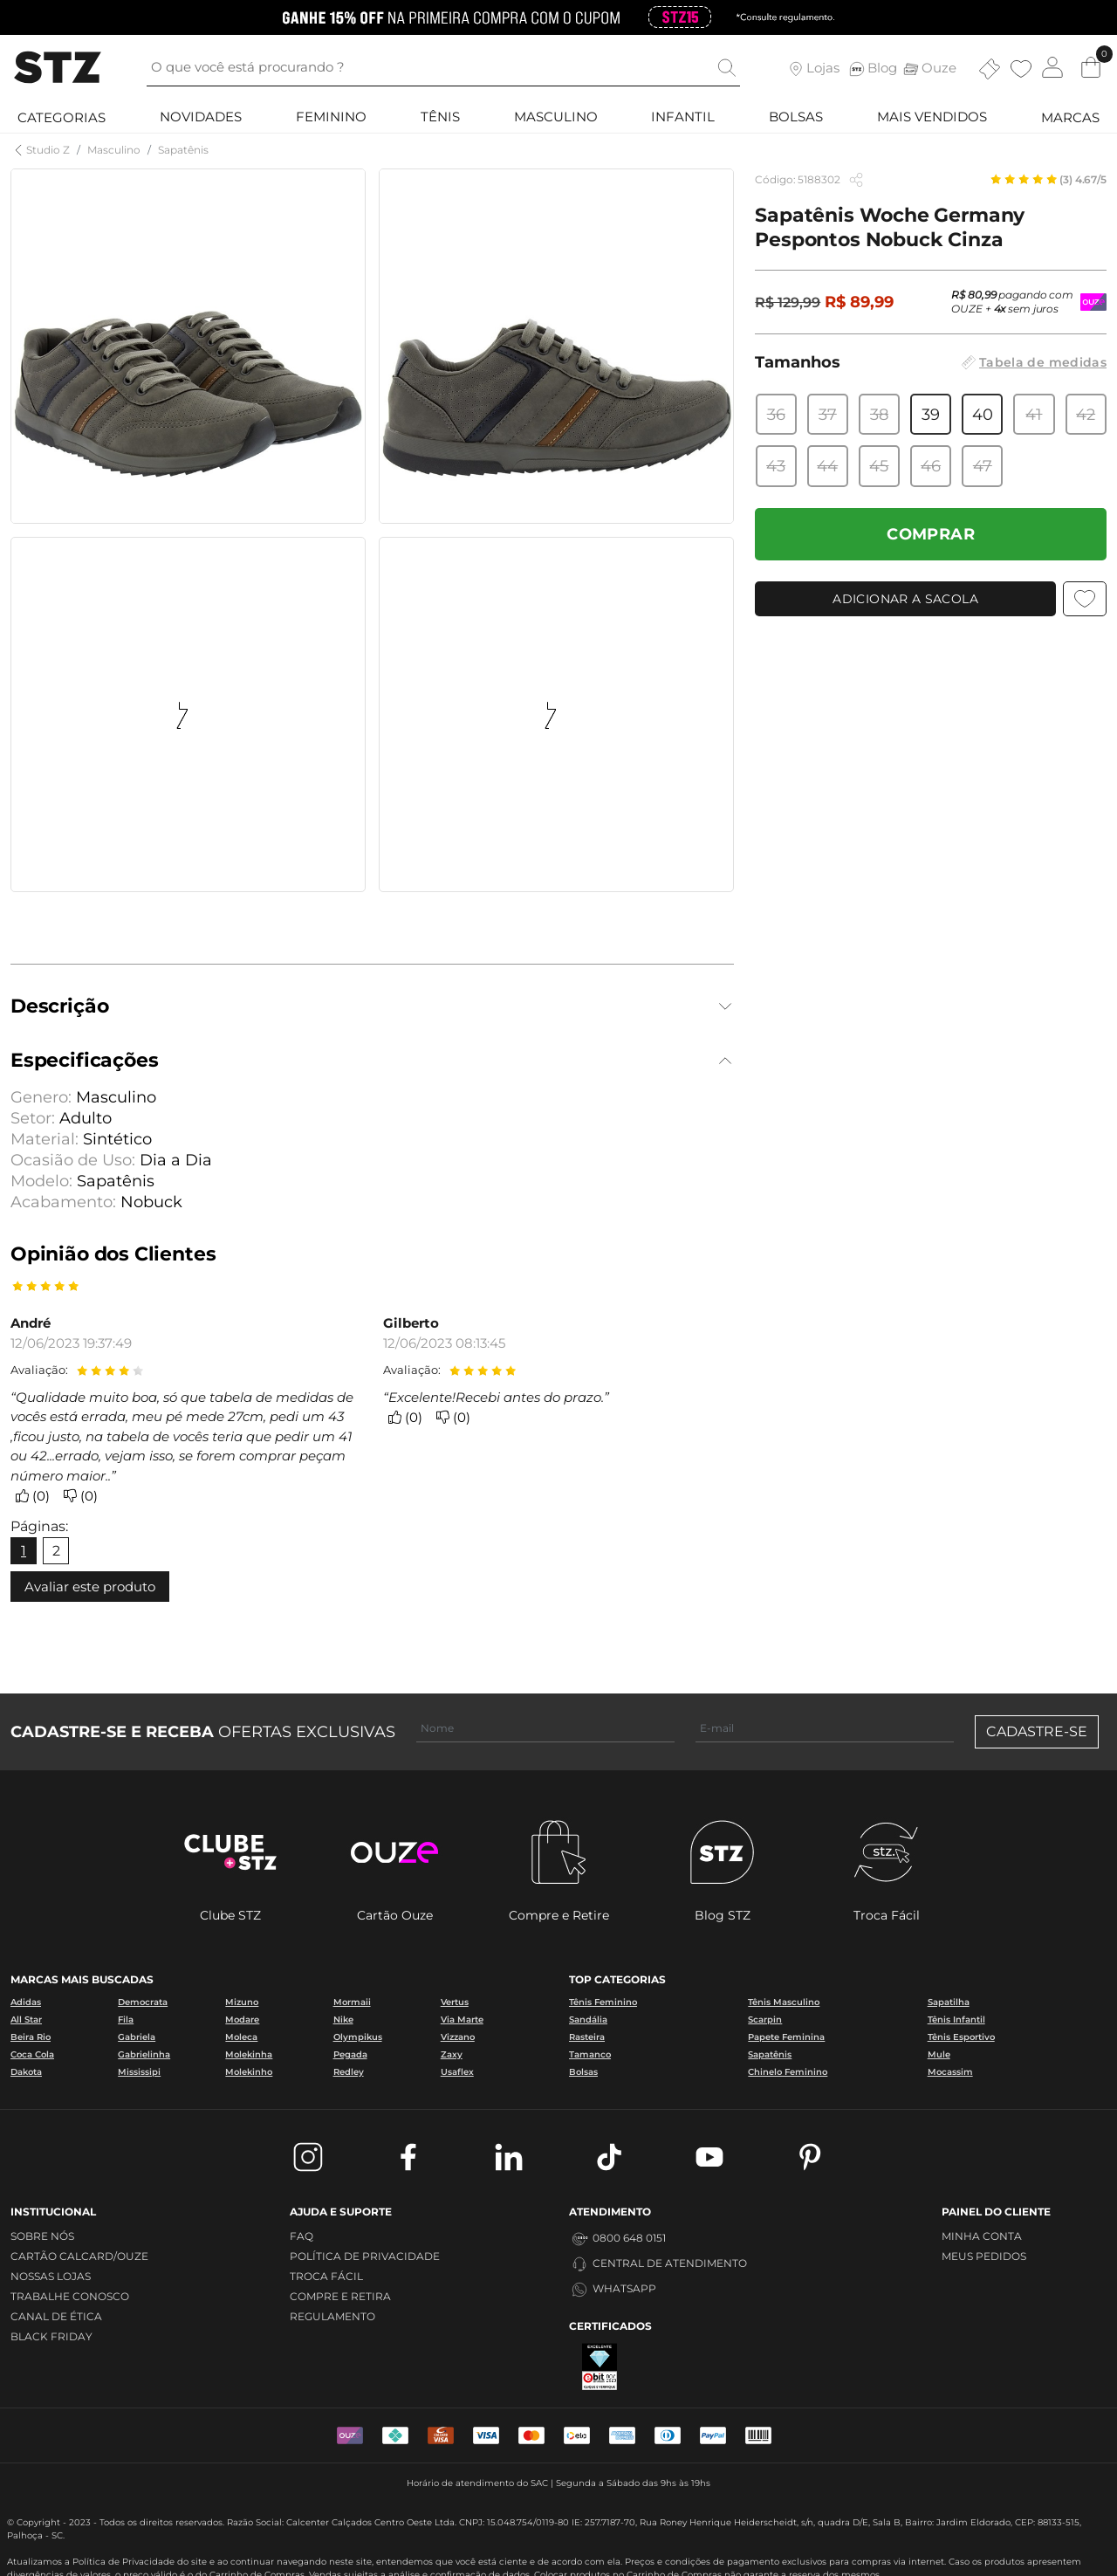 GANHE 15% OFF NA PRIMEIRA COMPRA COM O CUPOM STZ15 *Consulte regulamento.
STZ
O que você está procurando ?
Lojas STZ Blog Ouze 0
CATEGORIAS NOVIDADES FEMININO TÊNIS MASCULINO INFANTIL BOLSAS MAIS VENDIDOS MARCAS
Studio Z / Masculino / Sapatênis
Código: 5188302 (3) 4.67/5
Sapatênis Woche Germany
Pespontos Nobuck Cinza
R$ 129,99 R$ 89,99
R$ 80,99 pagando com
OUZE + 4x sem juros
OUZE
Tamanhos Tabela de medidas
36 37 38 39 40 41 42
43 44 45 46 47
COMPRAR
ADICIONAR A SACOLA
Descrição
Especificações
Genero: Masculino
Setor: Adulto
Material: Sintético
Ocasião de Uso: Dia a Dia
Modelo: Sapatênis
Acabamento: Nobuck
Opinião dos Clientes
André
12/06/2023 19:37:49
Avaliação:
“Qualidade muito boa, só que tabela de medidas de
vocês está errada, meu pé mede 27cm, pedi um 43
,ficou justo, na tabela de vocês teria que pedir um 41
ou 42...errado, vejam isso, se forem comprar peçam
número maior..”
(0) (0)
Gilberto
12/06/2023 08:13:45
Avaliação:
“Excelente!Recebi antes do prazo.”
(0) (0)
Páginas:
1 2
Avaliar este produto
CADASTRE-SE E RECEBA OFERTAS EXCLUSIVAS Nome E-mail CADASTRE-SE
CLUBE STZ
ouze
STZ
stz.
Clube STZ Cartão Ouze Compre e Retire Blog STZ Troca Fácil
MARCAS MAIS BUSCADAS
Adidas Democrata Mizuno Mormaii Vertus
All Star Fila Modare Nike Via Marte
Beira Rio Gabriela Moleca Olympikus Vizzano
Coca Cola Gabrielinha Molekinha Pegada Zaxy
Dakota Mississipi Molekinho Redley Usaflex
TOP CATEGORIAS
Tênis Feminino Tênis Masculino Sapatilha
Sandália Scarpin Tênis Infantil
Rasteira Papete Feminina Tênis Esportivo
Tamanco Sapatênis Mule
Bolsas Chinelo Feminino Mocassim
INSTITUCIONAL
SOBRE NÓS
CARTÃO CALCARD/OUZE
NOSSAS LOJAS
TRABALHE CONOSCO
CANAL DE ÉTICA
BLACK FRIDAY
AJUDA E SUPORTE
FAQ
POLÍTICA DE PRIVACIDADE
TROCA FÁCIL
COMPRE E RETIRA
REGULAMENTO
ATENDIMENTO
0800 648 0151
CENTRAL DE ATENDIMENTO
WHATSAPP
CERTIFICADOS
EXCELENTE
PAINEL DO CLIENTE
MINHA CONTA
MEUS PEDIDOS
VISA VISA elo PayPal
Horário de atendimento do SAC | Segunda a Sábado das 9hs às 19hs
© Copyright - 2023 - Todos os direitos reservados. Razão Social: Calcenter Calçados Centro Oeste Ltda. CNPJ: 15.048.754/0119-80 IE: 257.7187-70, Rua Roney Henrique Heiderscheidt, s/n, quadra D/E, Sala B, Bairro: Jardim Eldorado, CEP: 88133-515,
Palhoça - SC.
Atualizamos a Política de Privacidade do site e ao continuar navegando neste site, entendemos que você está ciente e de acordo com ela. Preços e condições de pagamento exclusivos para compras via internet. Caso os produtos apresentem
divergências de valores, o preço válido é o do Carrinho de Compras. Vendas sujeitas a análise e confirmação de dados. Colocar produtos no Carrinho de Compras não garante a reserva dos mesmos.